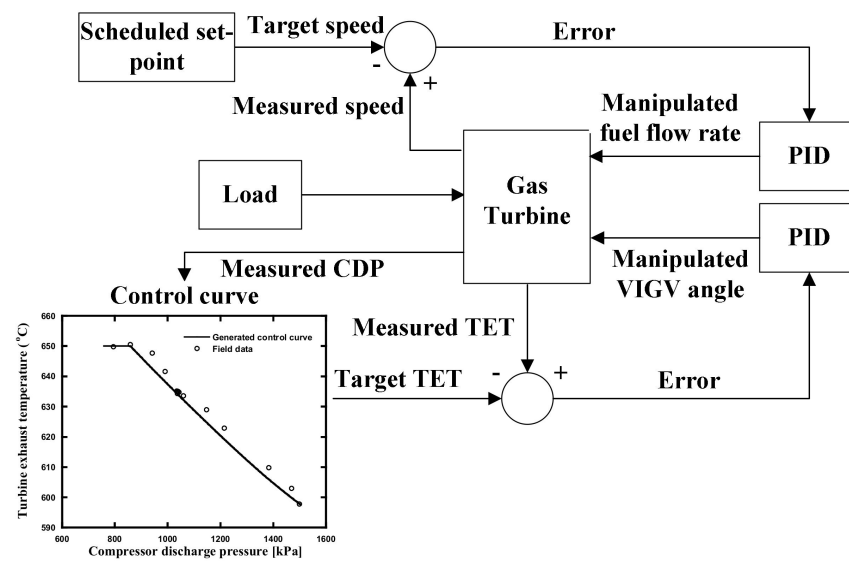 Scheduled set-
point
Target speed
-
+
Error
Measured speed
Manipulated
fuel flow rate
PID
Load
Gas
Turbine
PID
Manipulated
VIGV angle
Measured CDP
Control curve
Measured TET
Target TET
-
+
Error
Generated control curve
Field data
Turbine exhaust temperature (°C)
660
650
640
630
620
610
600
590
600
800
1000
1200
1400
1600
Compressor discharge pressure [kPa]